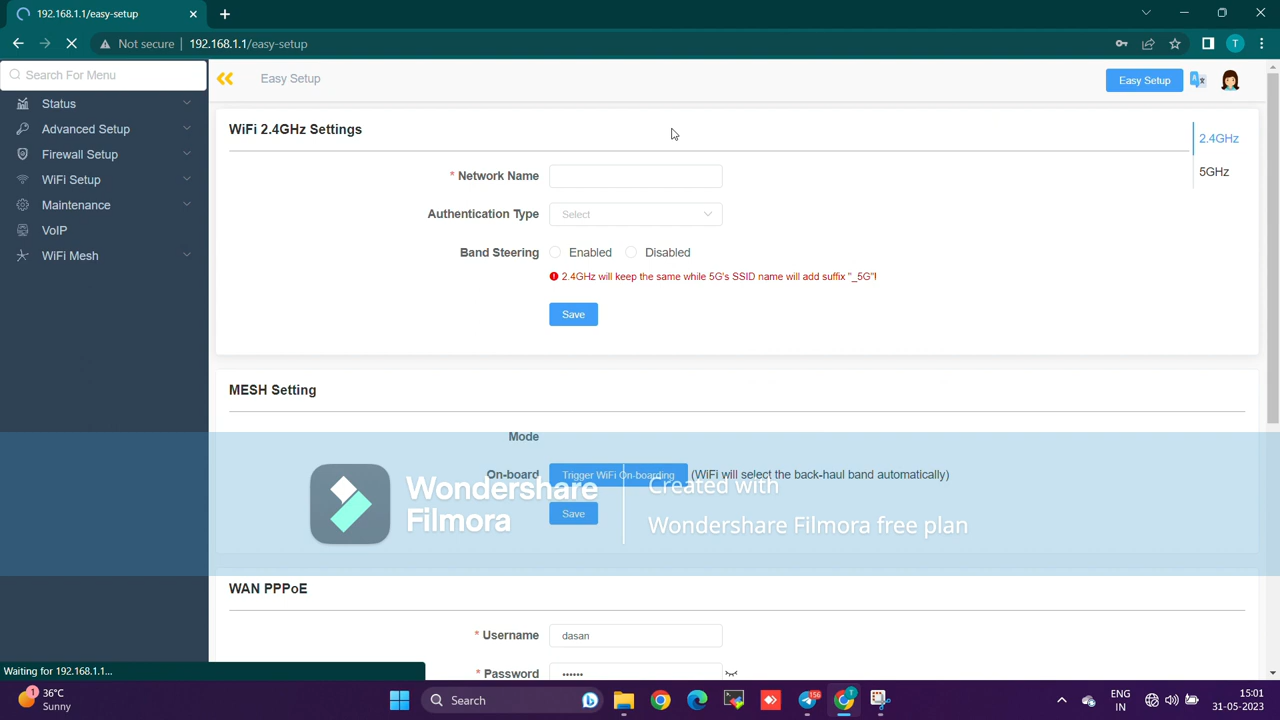 192.168.1.1/easy-setup
Not secure 192.168.1.1/easy-setup
T
Search For Menu
Easy Setup
Easy Setup
Status
Advanced Setup
Firewall Setup
WiFi Setup
Maintenance
VoIP
WiFi Mesh
WiFi 2.4GHz Settings
2.4GHz
5GHz
* Network Name
Authentication Type Select
Band Steering Enabled Disabled
2.4GHz will keep the same while 5G's SSID name will add suffix "_5G"!
Save
MESH Setting
Mode
On-board Trigger WiFi On-boarding (WiFi will select the back-haul band automatically)
Save
Wondershare
Filmora
Created with
Wondershare Filmora free plan
WAN PPPoE
* Username dasan
* Password ••••••
Waiting for 192.168.1.1...
1
36°C
Sunny
Search
156
T
ENG
IN
15:01
31-05-2023